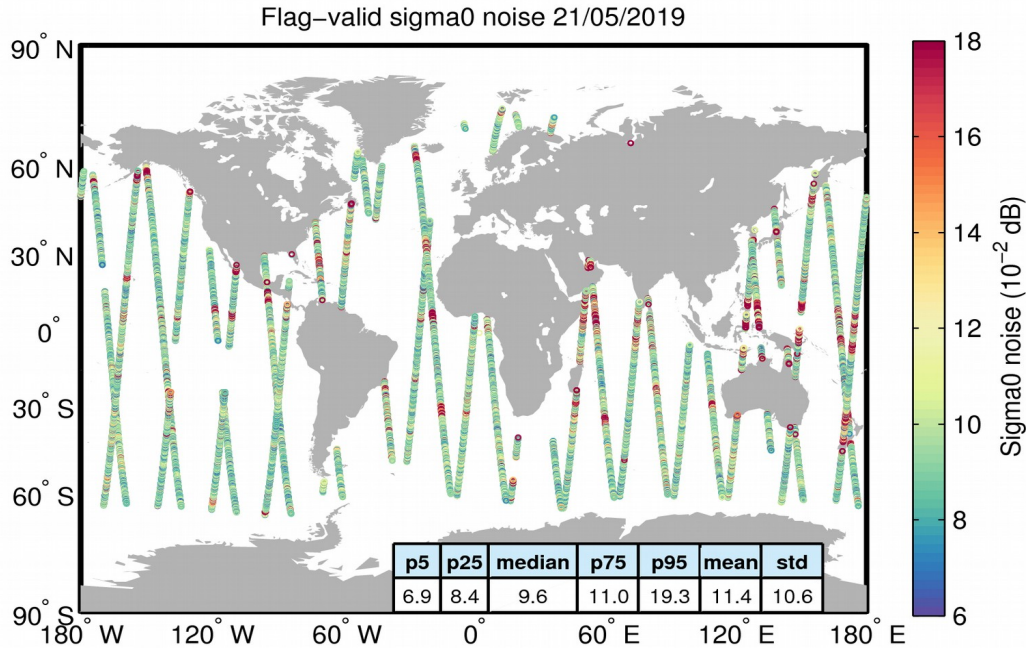 Flag−valid sigma0 noise 21/05/2019
90° N
60° N
30° N
0°
30° S
60° S
90° S
180° W
120° W
60° W
0°
60° E
120° E
180° E
p5 p25 median p75 p95 mean std
6.9 8.4 9.6 11.0 19.3 11.4 10.6
18
16
14
12
10
8
6
Sigma0 noise (10⁻² dB)